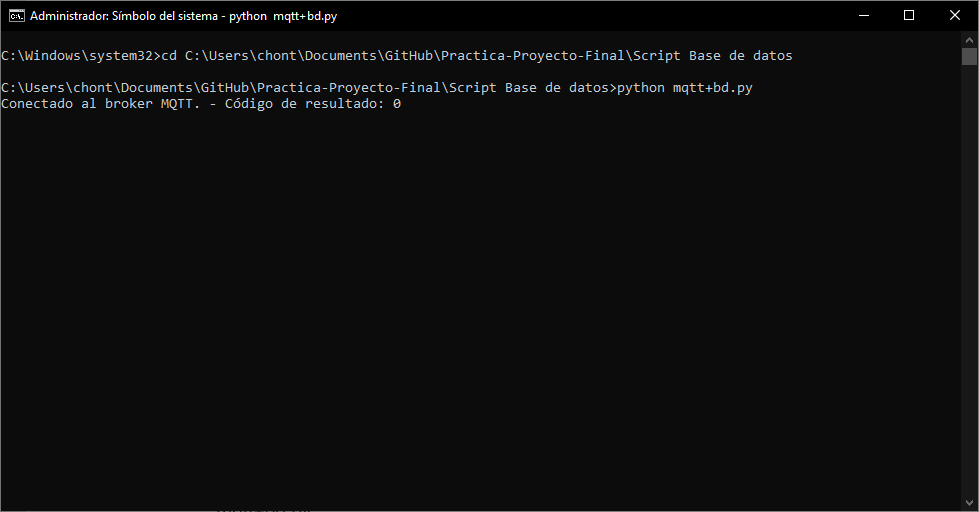 Administrador: Símbolo del sistema - python  mqtt+bd.py
C:\Windows\system32>cd C:\Users\chont\Documents\GitHub\Practica-Proyecto-Final\Script Base de datos
C:\Users\chont\Documents\GitHub\Practica-Proyecto-Final\Script Base de datos>python mqtt+bd.py
Conectado al broker MQTT. - Código de resultado: 0